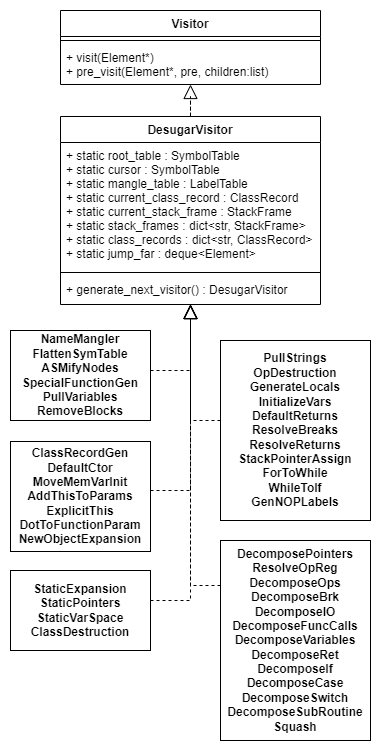 Visitor
+ visit(Element*)
+ pre_visit(Element*, pre, children:list)
DesugarVisitor
+ static root_table : SymbolTable
+ static cursor : SymbolTable
+ static mangle_table : LabelTable
+ static current_class_record : ClassRecord
+ static current_stack_frame : StackFrame
+ static stack_frames : dict<str, StackFrame>
+ static class_records : dict<str, ClassRecord>
+ static jump_far : deque<Element>
+ generate_next_visitor() : DesugarVisitor
NameMangler
FlattenSymTable
ASMifyNodes
SpecialFunctionGen
PullVariables
RemoveBlocks
PullStrings
OpDestruction
GenerateLocals
InitializeVars
DefaultReturns
ResolveBreaks
ResolveReturns
StackPointerAssign
ForToWhile
WhileToIf
GenNOPLabels
ClassRecordGen
DefaultCtor
MoveMemVarInit
AddThisToParams
ExplicitThis
DotToFunctionParam
NewObjectExpansion
StaticExpansion
StaticPointers
StaticVarSpace
ClassDestruction
DecomposePointers
ResolveOpReg
DecomposeOps
DecomposeBrk
DecomposeIO
DecomposeFuncCalls
DecomposeVariables
DecomposeRet
DecomposeIf
DecomposeCase
DecomposeSwitch
DecomposeSubRoutine
Squash